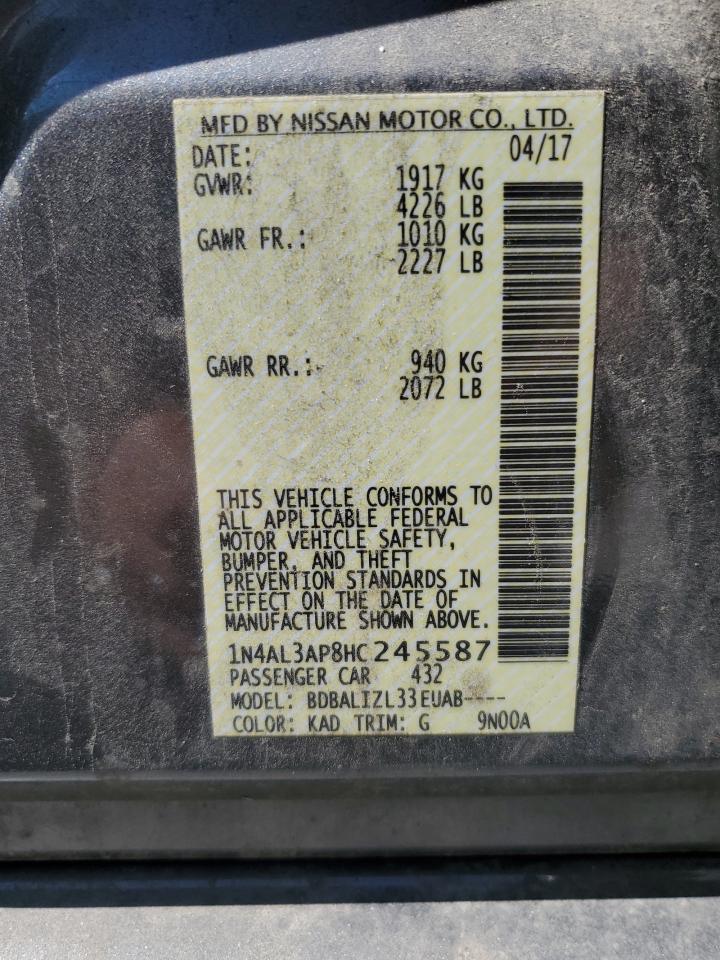 MFD BY NISSAN MOTOR CO., LTD.
DATE: 04/17
GVWR: 1917 KG
4226 LB
GAWR FR.: 1010 KG
2227 LB
GAWR RR.: 940 KG
2072 LB
THIS VEHICLE CONFORMS TO
ALL APPLICABLE FEDERAL
MOTOR VEHICLE SAFETY,
BUMPER, AND THEFT
PREVENTION STANDARDS IN
EFFECT ON THE DATE OF
MANUFACTURE SHOWN ABOVE.
1N4AL3AP8HC245587
PASSENGER CAR 432
MODEL: BDBALIZL33EUAB----
COLOR: KAD TRIM: G 9N00A